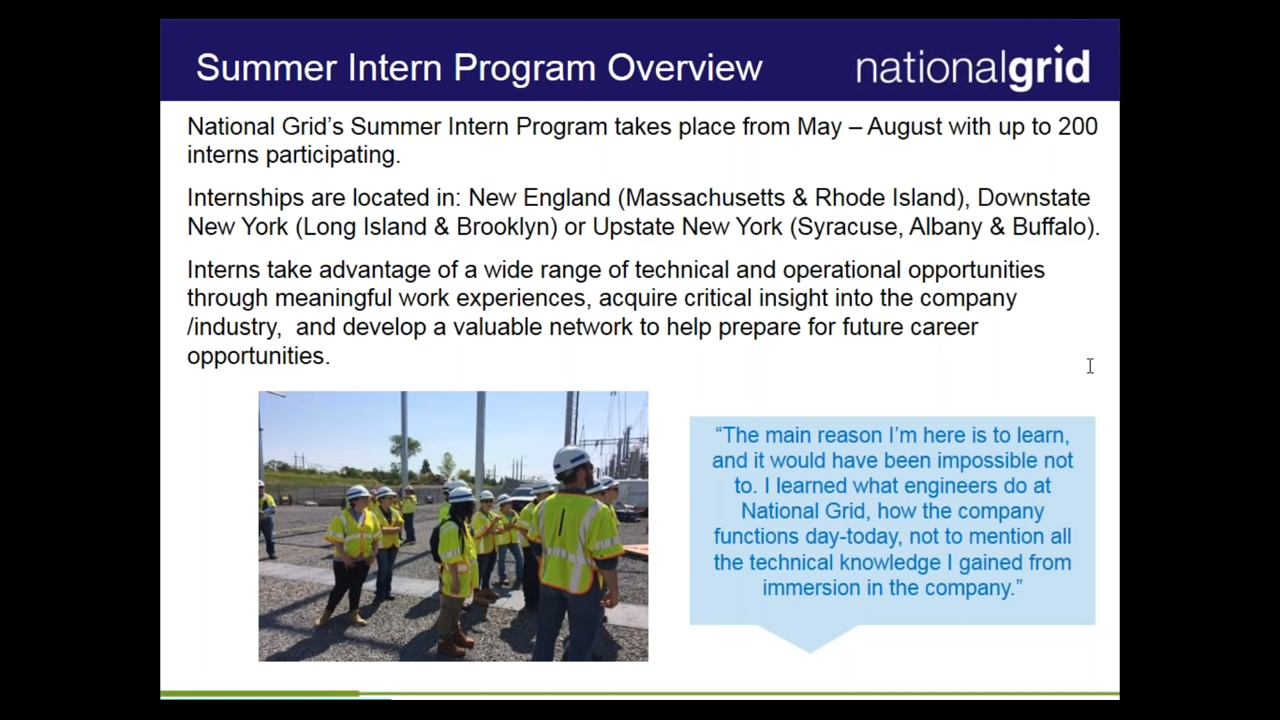 Summer Intern Program Overview
nationalgrid
National Grid's Summer Intern Program takes place from May – August with up to 200
interns participating.
Internships are located in: New England (Massachusetts & Rhode Island), Downstate
New York (Long Island & Brooklyn) or Upstate New York (Syracuse, Albany & Buffalo).
Interns take advantage of a wide range of technical and operational opportunities
through meaningful work experiences, acquire critical insight into the company
/industry,  and develop a valuable network to help prepare for future career
opportunities.
“The main reason I'm here is to learn,
and it would have been impossible not
to. I learned what engineers do at
National Grid, how the company
functions day-today, not to mention all
the technical knowledge I gained from
immersion in the company.”